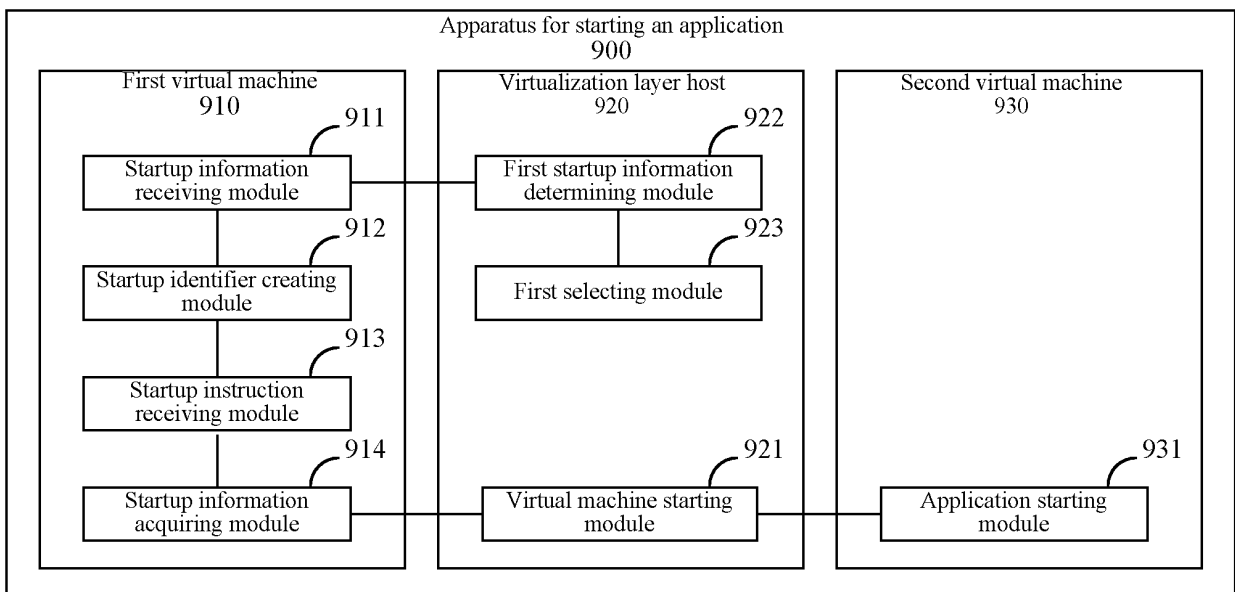 Apparatus for starting an application
900
First virtual machine
910
911
Startup information
receiving module
912
Startup identifier creating
module
913
Startup instruction
receiving module
914
Startup information
acquiring module
Virtualization layer host
920
922
First startup information
determining module
923
First selecting module
921
Virtual machine starting
module
Second virtual machine
930
931
Application starting
module